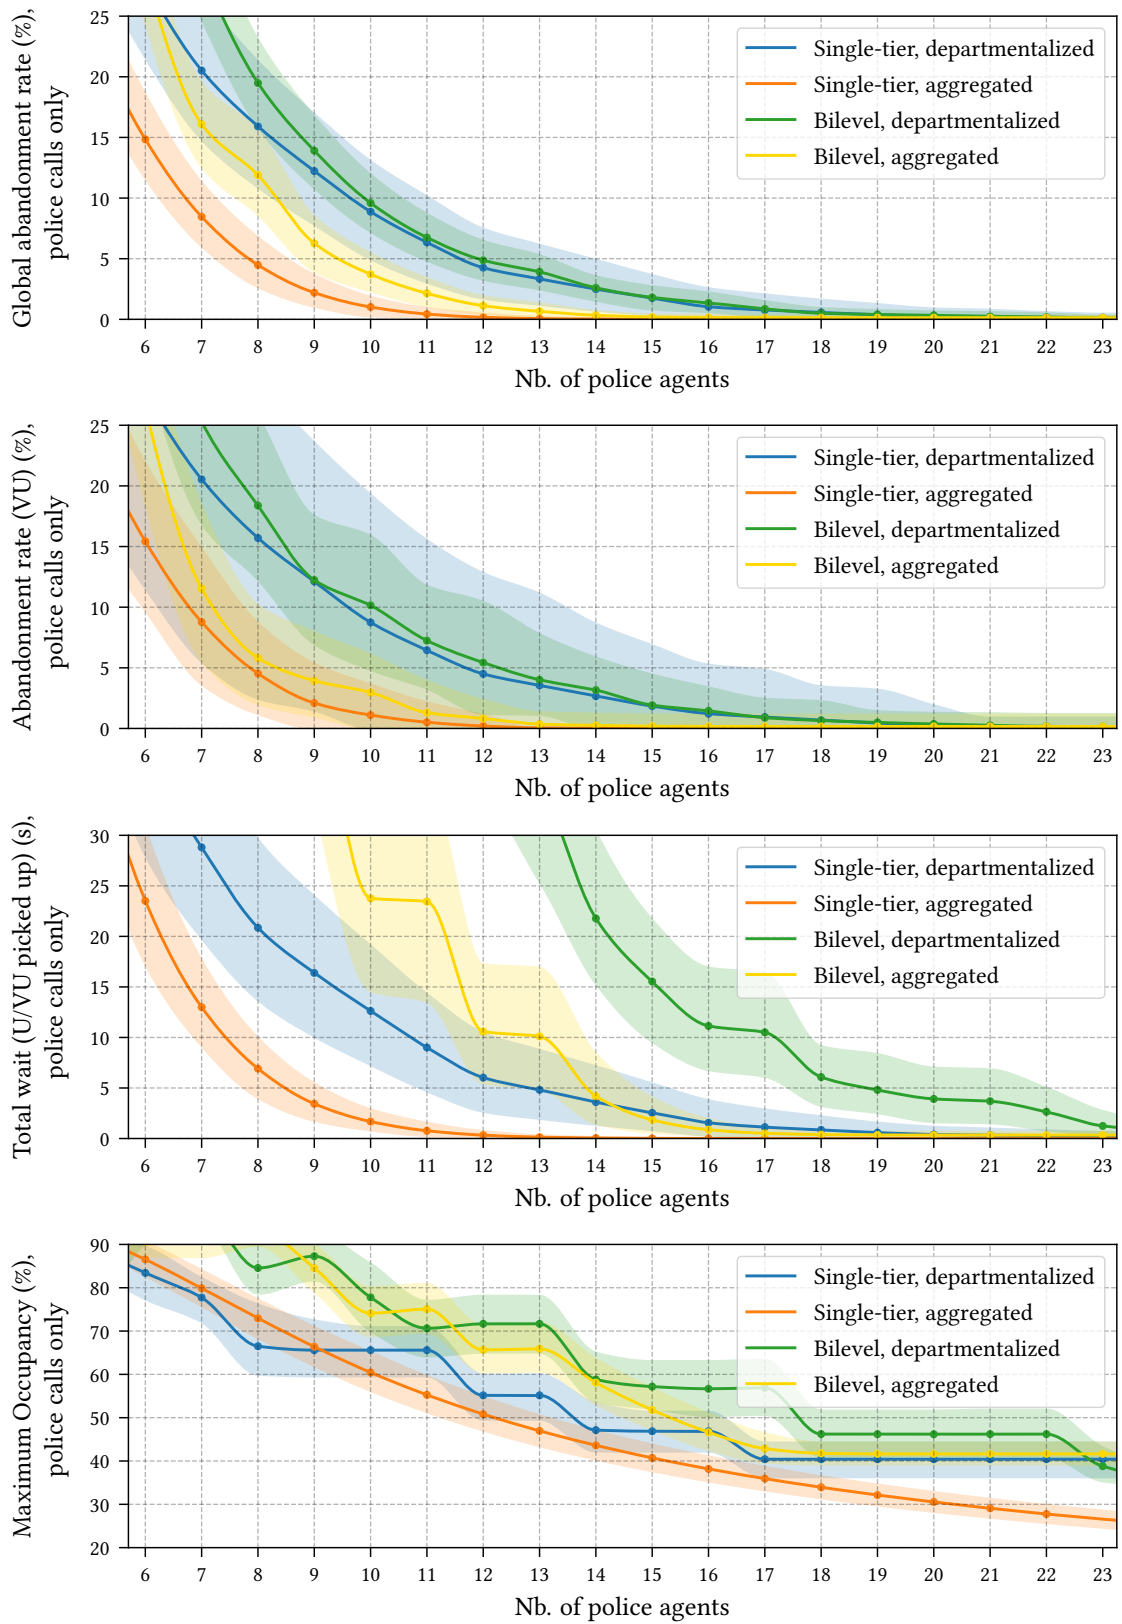 Global abandonment rate (%),
police calls only
25
20
15
10
5
0
Single-tier, departmentalized
Single-tier, aggregated
Bilevel, departmentalized
Bilevel, aggregated
6 7 8 9 10 11 12 13 14 15 16 17 18 19 20 21 22 23
Nb. of police agents
Abandonment rate (VU) (%),
police calls only
25
20
15
10
5
0
Single-tier, departmentalized
Single-tier, aggregated
Bilevel, departmentalized
Bilevel, aggregated
6 7 8 9 10 11 12 13 14 15 16 17 18 19 20 21 22 23
Nb. of police agents
Total wait (U/VU picked up) (s),
police calls only
30
25
20
15
10
5
0
Single-tier, departmentalized
Single-tier, aggregated
Bilevel, departmentalized
Bilevel, aggregated
6 7 8 9 10 11 12 13 14 15 16 17 18 19 20 21 22 23
Nb. of police agents
Maximum Occupancy (%),
police calls only
90
80
70
60
50
40
30
20
Single-tier, departmentalized
Single-tier, aggregated
Bilevel, departmentalized
Bilevel, aggregated
6 7 8 9 10 11 12 13 14 15 16 17 18 19 20 21 22 23
Nb. of police agents